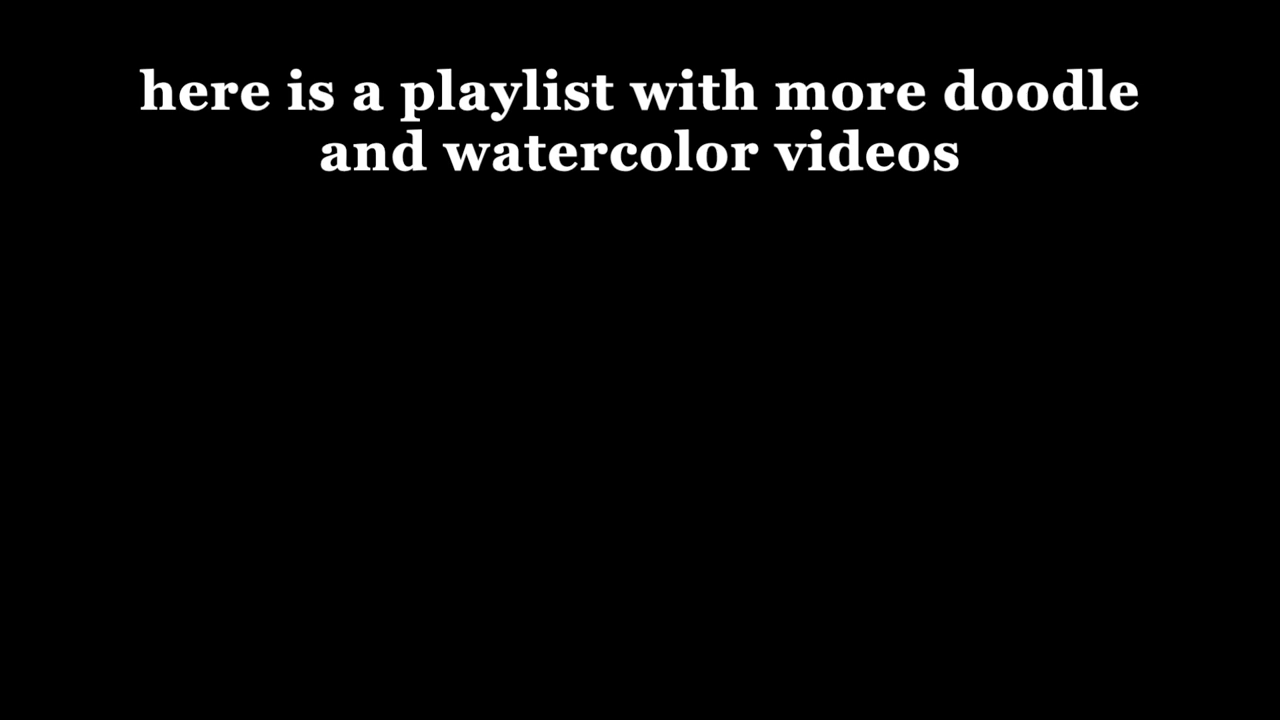 here is a playlist with more doodle
and watercolor videos